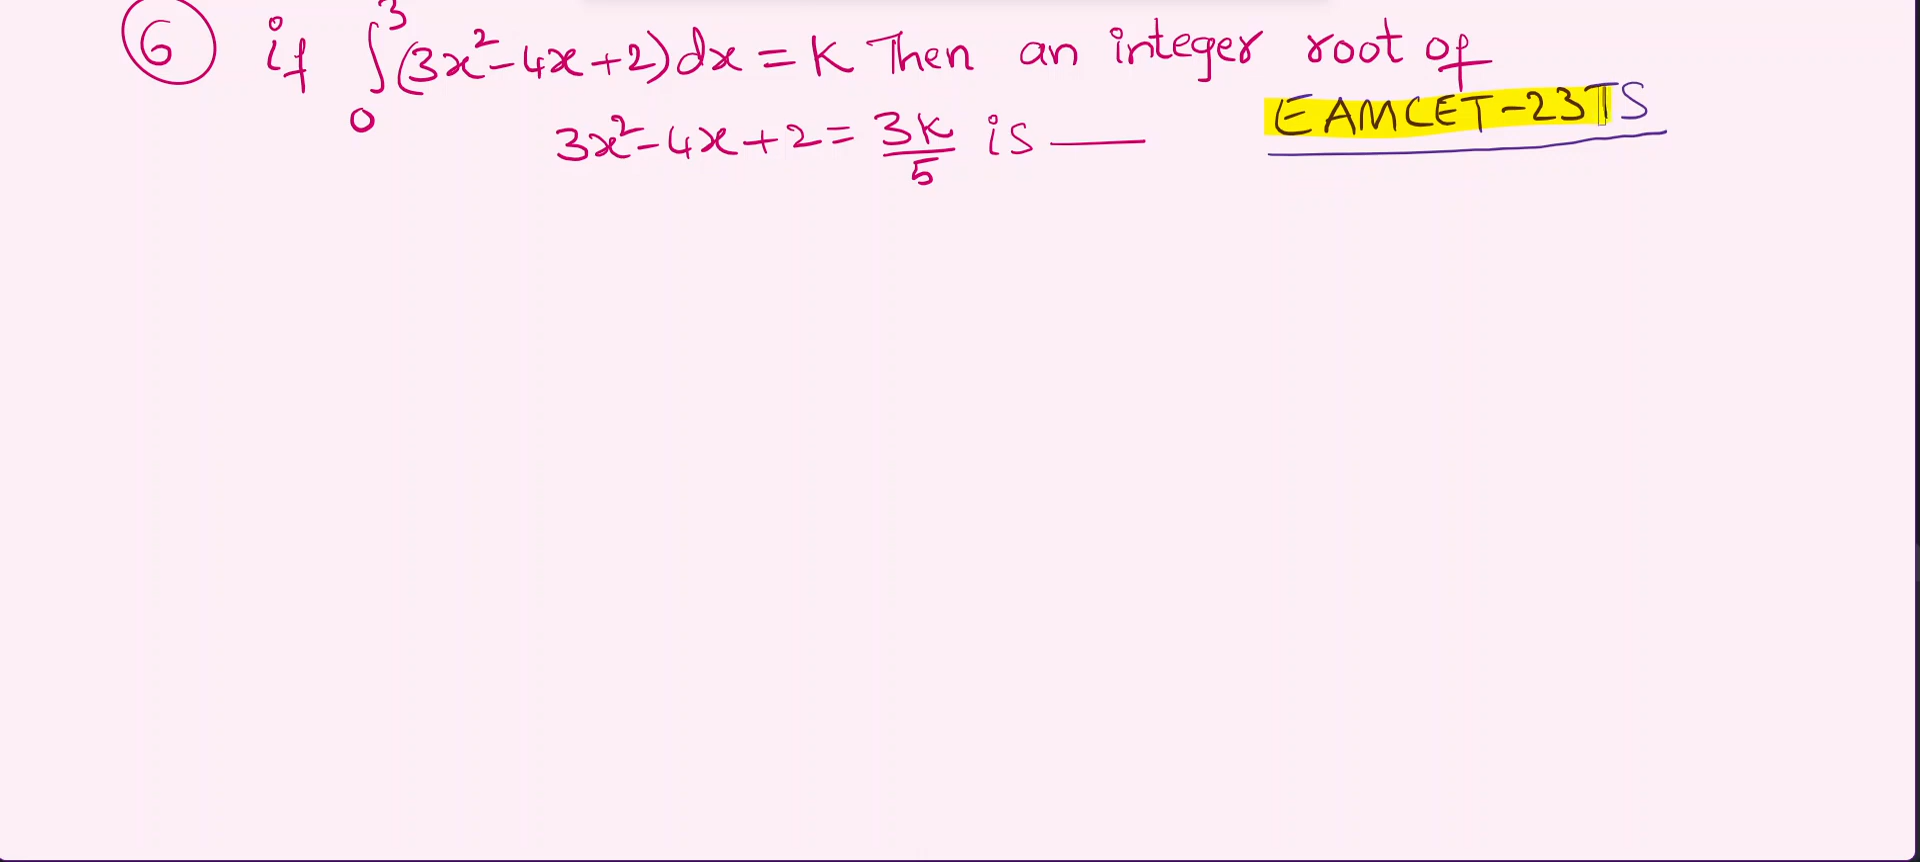 ⑥ if ∫₀³ (3x²-4x+2)dx = K Then an integer root of
3x²-4x+2 = 3K/5 is ___
EAMCET-23TS